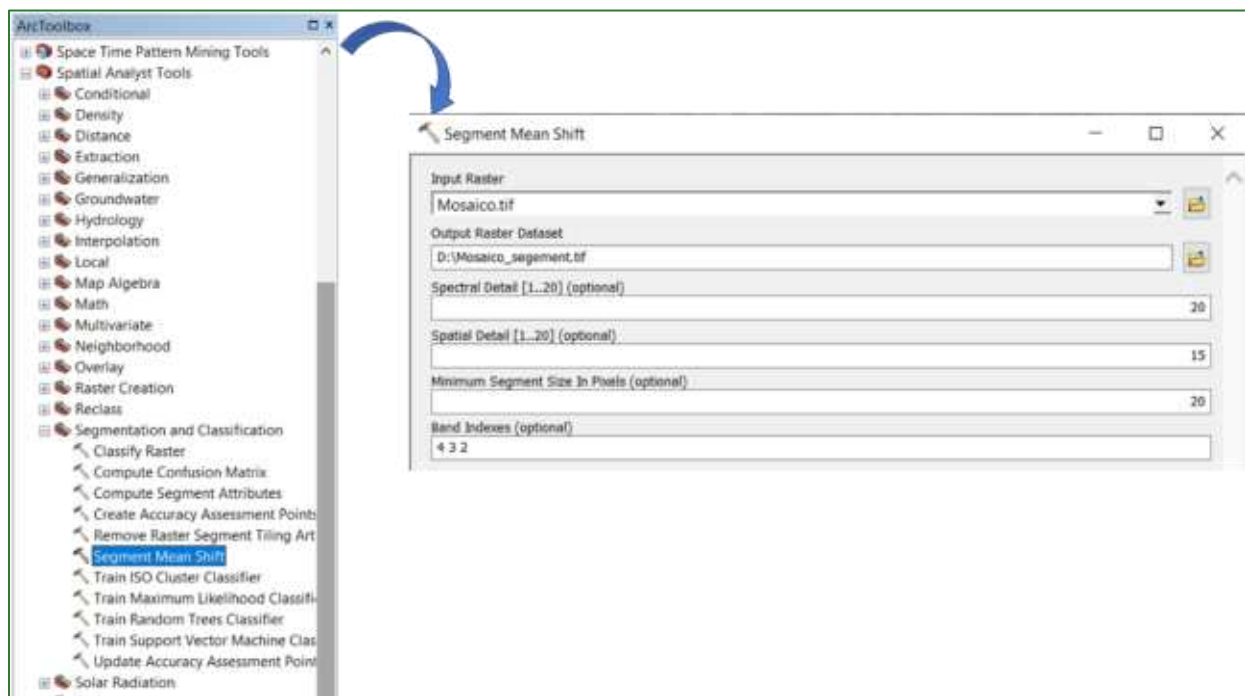 ArcToolbox
Space Time Pattern Mining Tools
Spatial Analyst Tools
Conditional
Density
Distance
Extraction
Generalization
Groundwater
Hydrology
Interpolation
Local
Map Algebra
Math
Multivariate
Neighborhood
Overlay
Raster Creation
Reclass
Segmentation and Classification
Classify Raster
Compute Confusion Matrix
Compute Segment Attributes
Create Accuracy Assessment Points
Remove Raster Segment Tiling Art
Segment Mean Shift
Train ISO Cluster Classifier
Train Maximum Likelihood Classifi
Train Random Trees Classifier
Train Support Vector Machine Clas
Update Accuracy Assessment Point
Solar Radiation
Segment Mean Shift
Input Raster
Mosaico.tif
Output Raster Dataset
D:\Mosaico_segement.tif
Spectral Detail [1..20] (optional)
20
Spatial Detail [1..20] (optional)
15
Minimum Segment Size In Pixels (optional)
20
Band Indexes (optional)
4 3 2